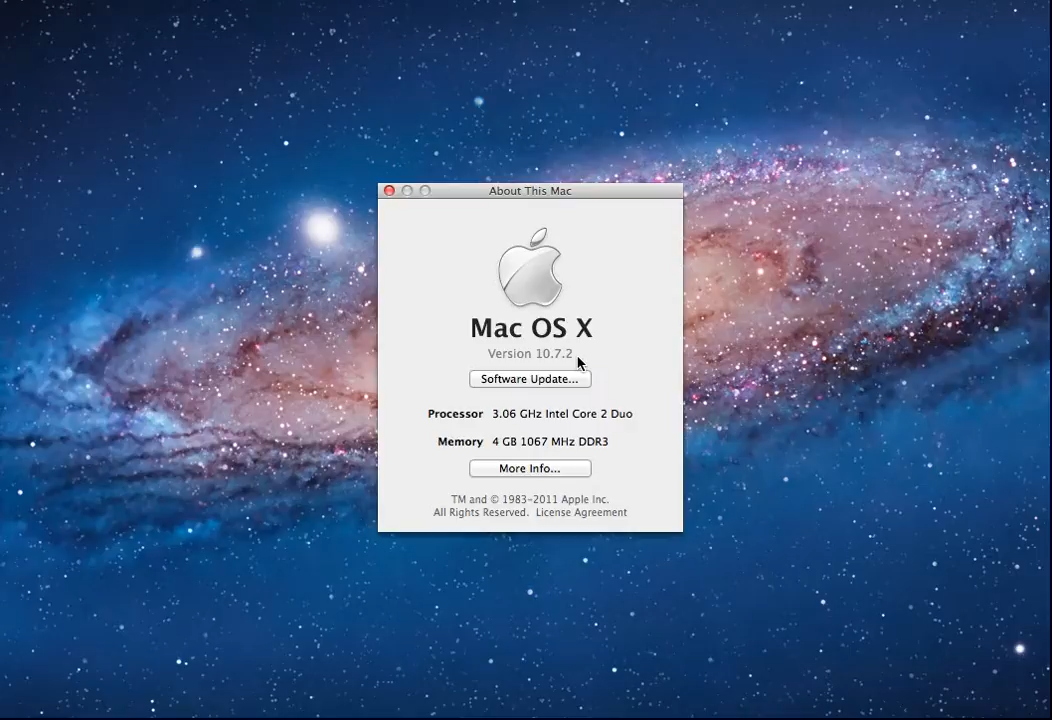 About This Mac
Mac OS X
Version 10.7.2
Software Update...
Processor 3.06 GHz Intel Core 2 Duo
Memory 4 GB 1067 MHz DDR3
More Info...
TM and © 1983-2011 Apple Inc.
All Rights Reserved. License Agreement